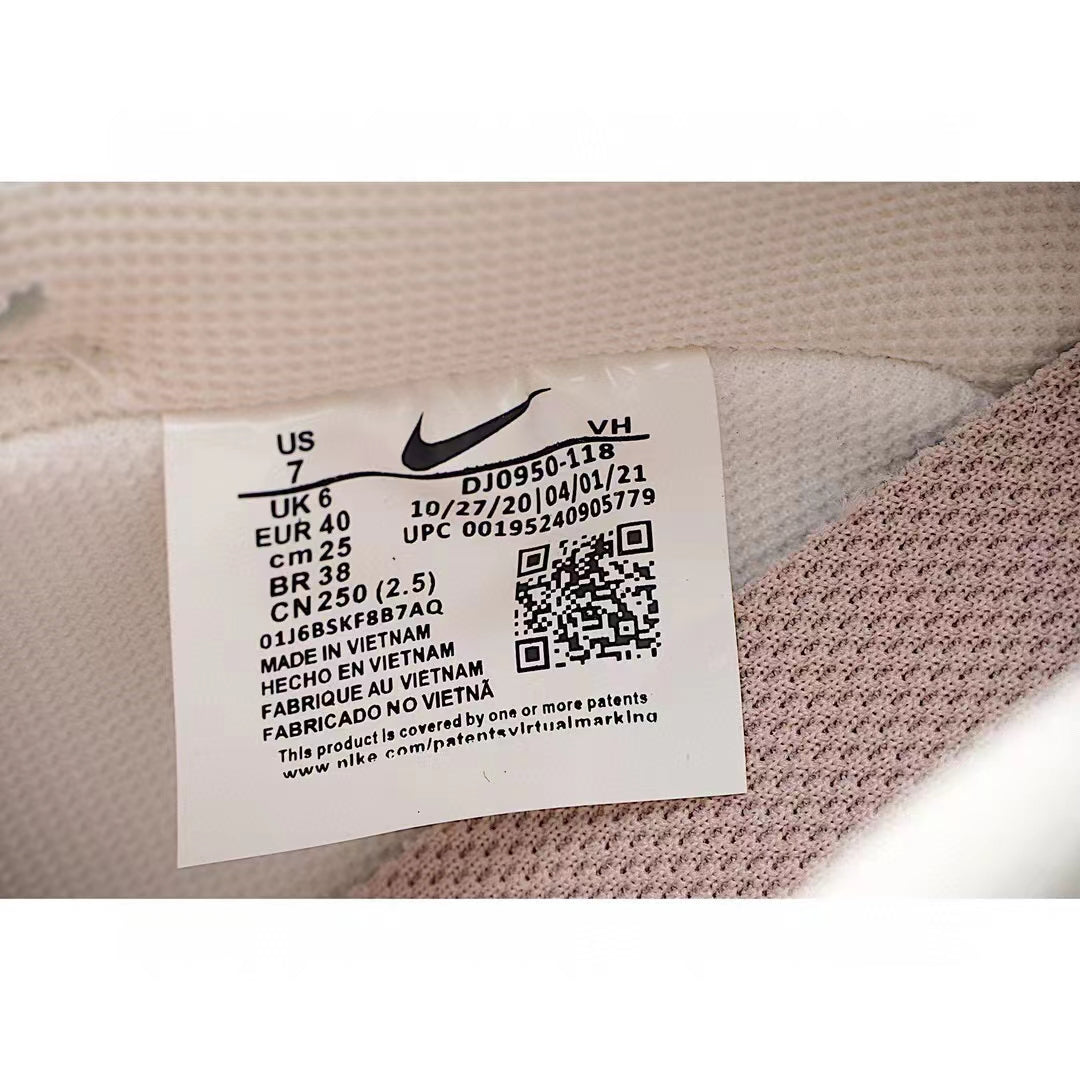 US
7
UK 6
EUR 40
cm 25
BR 38
CN 250 (2.5)
VH
DJ0950-118
10/27/20|04/01/21
UPC 00195240905779
01J6BSKF8B7AQ
MADE IN VIETNAM
HECHO EN VIETNAM
FABRIQUE AU VIETNAM
FABRICADO NO VIETNÃ
This product is covered by one or more patents
www nike com/patentsvirtualmarking